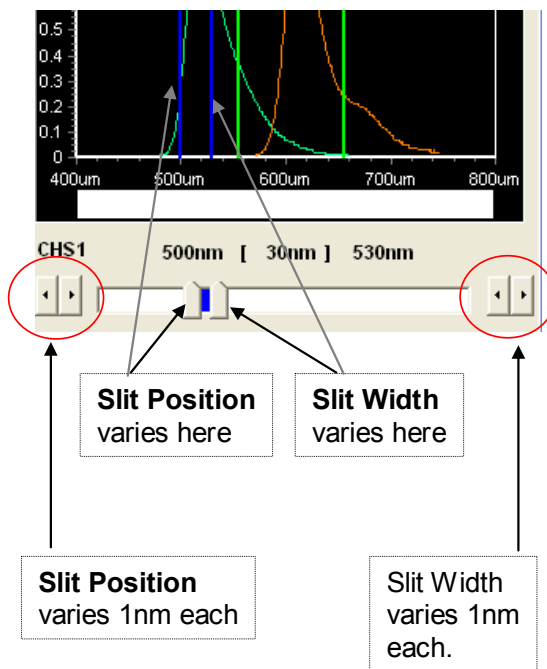 0.5
0.4
0.3
0.2
0.1
0
400um 500um 600um 700um 800um
CHS1 500nm [ 30nm ] 530nm
Slit Position
varies here
Slit Width
varies here
Slit Position
varies 1nm each
Slit Width
varies 1nm
each.